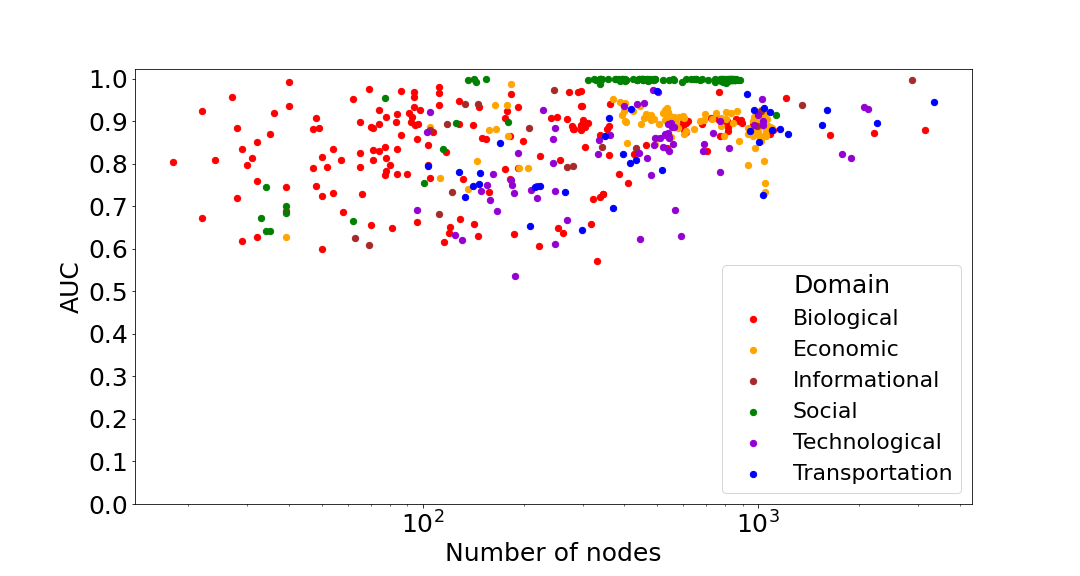 1.0
0.9
0.8
0.7
0.6
0.5
0.4
0.3
0.2
0.1
0.0
AUC
10²
10³
Number of nodes
Domain
Biological
Economic
Informational
Social
Technological
Transportation